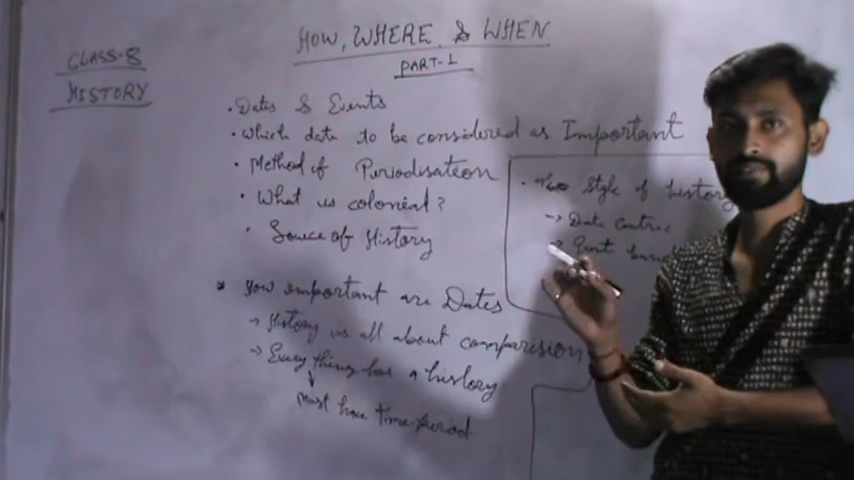 CLASS-8
HISTORY
HOW, WHERE & WHEN
PART-1
• Dates & Events
• Which date to be considered as Important
• Method of Periodisation
• What is colonial?
• Source of History
• Two Style of history
→ Date centric
→ Event based
* How important are Dates
→ History is all about comparision
→ Every thing has a history
must have time-period